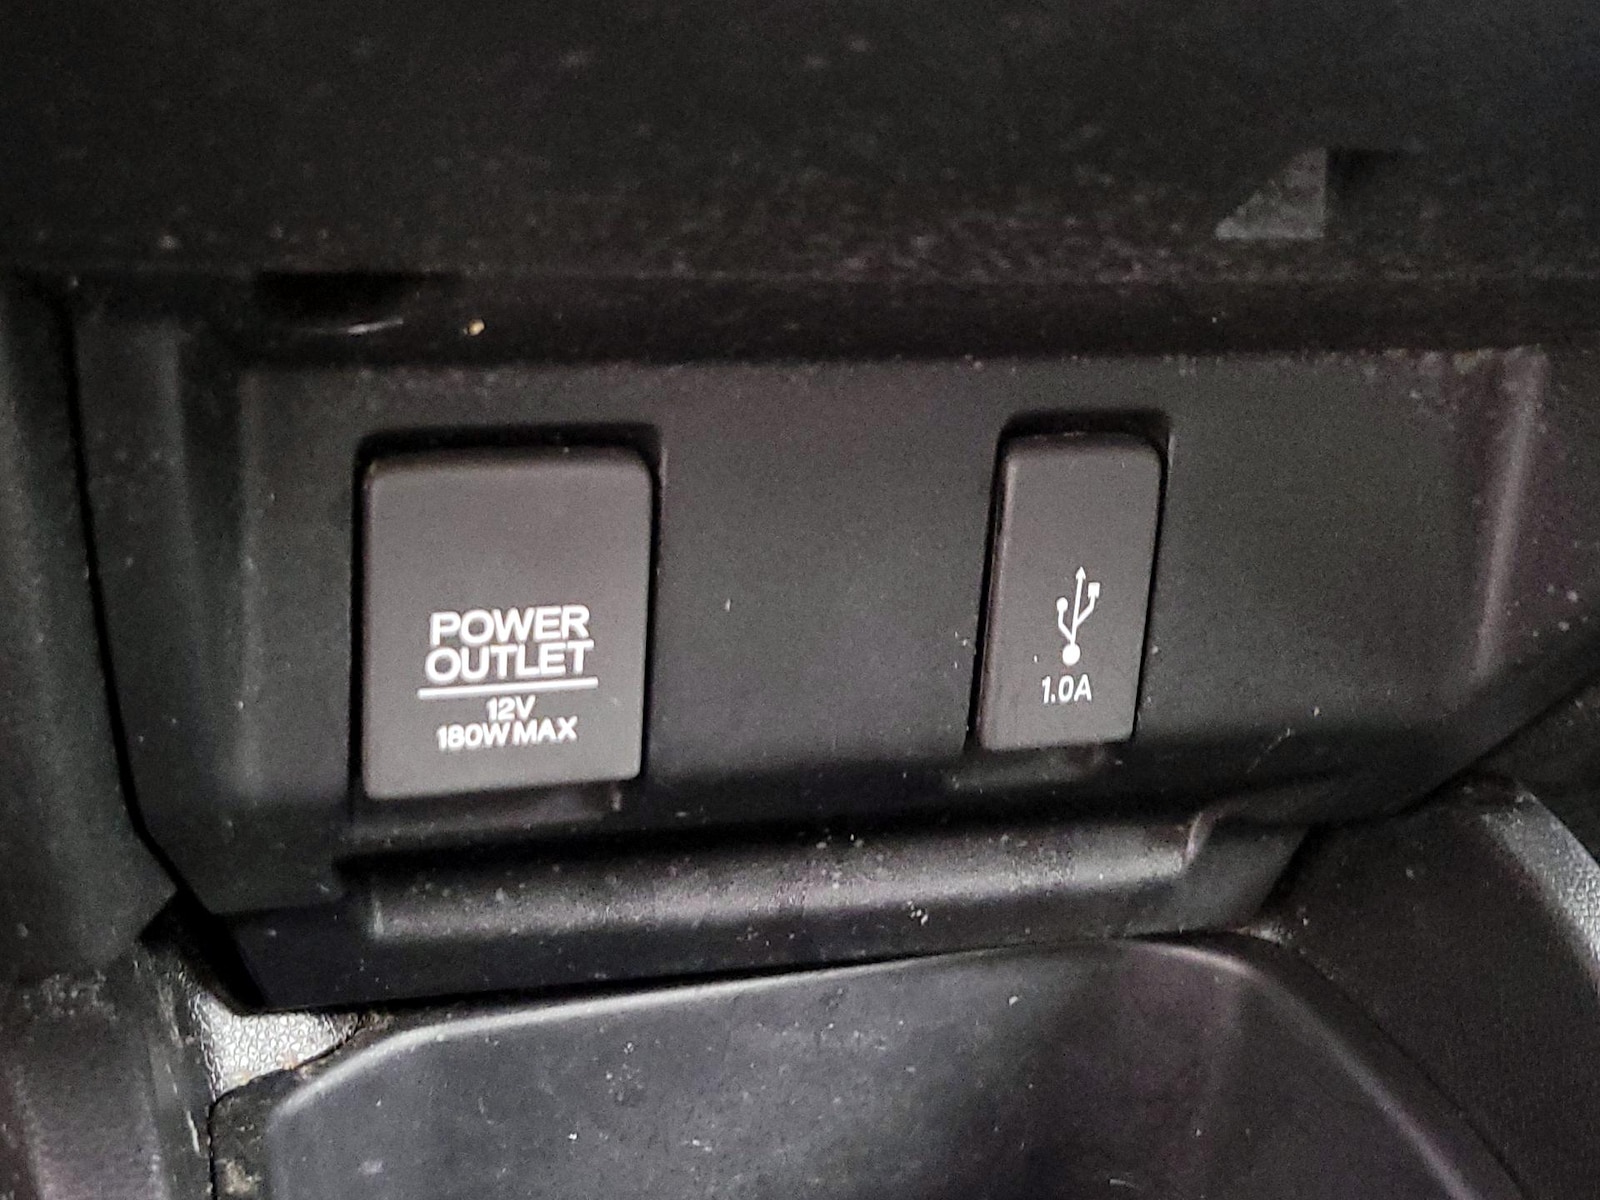 POWER
OUTLET
12V
180W MAX
1.0A